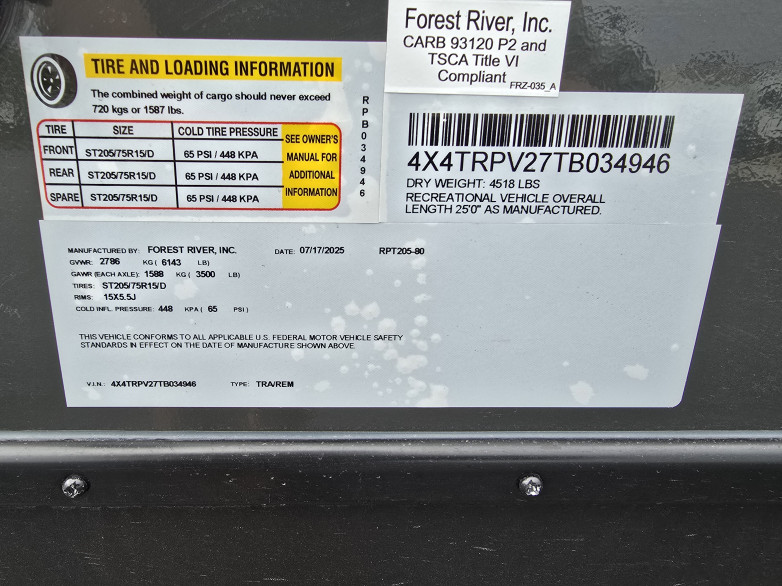 Forest River, Inc.
CARB 93120 P2 and
TSCA Title VI
Compliant
FRZ-035_A
TIRE AND LOADING INFORMATION
The combined weight of cargo should never exceed
720 kgs or 1587 lbs.
TIRE SIZE COLD TIRE PRESSURE
FRONT ST205/75R15/D 65 PSI / 448 KPA
REAR ST205/75R15/D 65 PSI / 448 KPA
SPARE ST205/75R15/D 65 PSI / 448 KPA
SEE OWNER'S
MANUAL FOR
ADDITIONAL
INFORMATION
RPB034946
4X4TRPV27TB034946
DRY WEIGHT: 4518 LBS
RECREATIONAL VEHICLE OVERALL
LENGTH 25'0" AS MANUFACTURED.
MANUFACTURED BY: FOREST RIVER, INC. DATE: 07/17/2025 RPT205-80
GVWR: 2786 KG ( 6143 LB)
GAWR (EACH AXLE): 1588 KG ( 3500 LB)
TIRES: ST205/75R15/D
RIMS: 15X5.5J
COLD INFL. PRESSURE: 448 KPA ( 65 PSI)
THIS VEHICLE CONFORMS TO ALL APPLICABLE U.S. FEDERAL MOTOR VEHICLE SAFETY
STANDARDS IN EFFECT ON THE DATE OF MANUFACTURE SHOWN ABOVE.
V.I.N.: 4X4TRPV27TB034946 TYPE: TRA/REM